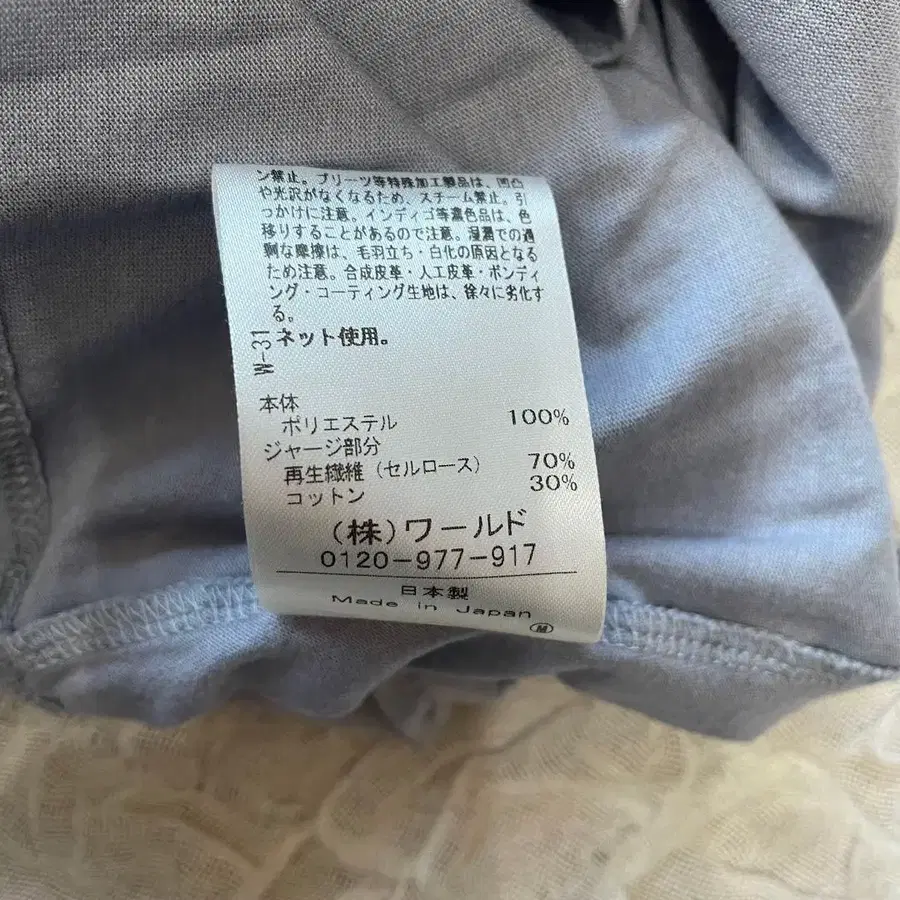 ン禁止。プリーツ等特殊加工製品は、凹凸
や光沢がなくなるため、スチーム禁止。引
っかけに注意。インディゴ等濃色品は、色
移りすることがあるので注意。湿潤での過
剰な摩擦は、毛羽立ち・白化の原因となる
ため注意。合成皮革・人工皮革・ボンディ
ング・コーティング生地は、徐々に劣化す
る。
ネット使用。
W-31
本体
ポリエステル 100%
ジャージ部分
再生繊維（セルロース） 70%
コットン 30%
（株）ワールド
0120-977-917
日本製
Made in Japan
M